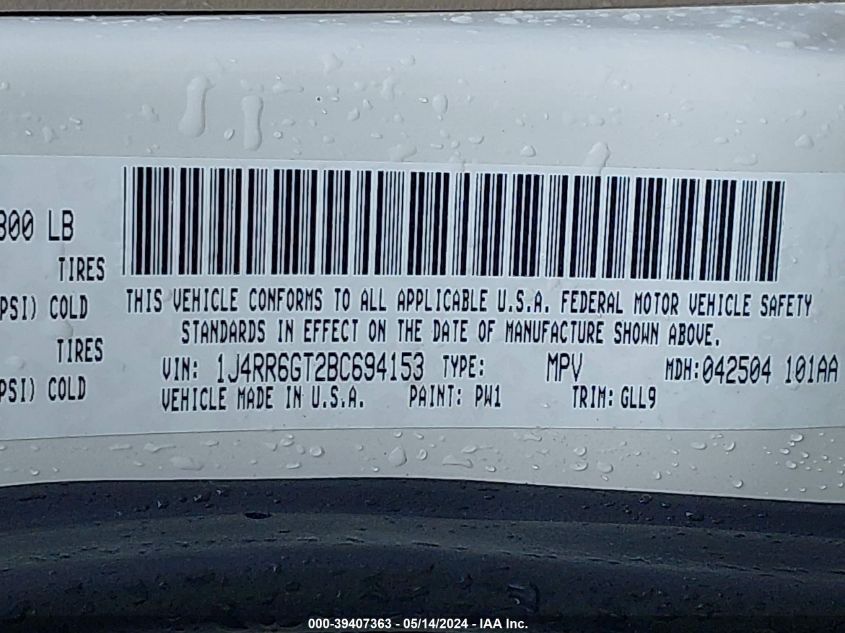 800 LB
TIRES
PSI) COLD
TIRES
PSI) COLD
THIS VEHICLE CONFORMS TO ALL APPLICABLE U.S.A. FEDERAL MOTOR VEHICLE SAFETY
STANDARDS IN EFFECT ON THE DATE OF MANUFACTURE SHOWN ABOVE.
VIN: 1J4RR6GT2BC694153 TYPE: MPV MDH:042504 101AA
VEHICLE MADE IN U.S.A. PAINT: PW1 TRIM: GLL9
000-39407363 - 05/14/2024 - IAA Inc.